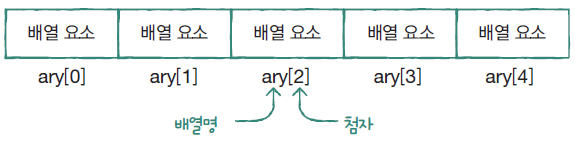 배열 요소 배열 요소 배열 요소 배열 요소 배열 요소
ary[0] ary[1] ary[2] ary[3] ary[4]
배열명 첨자